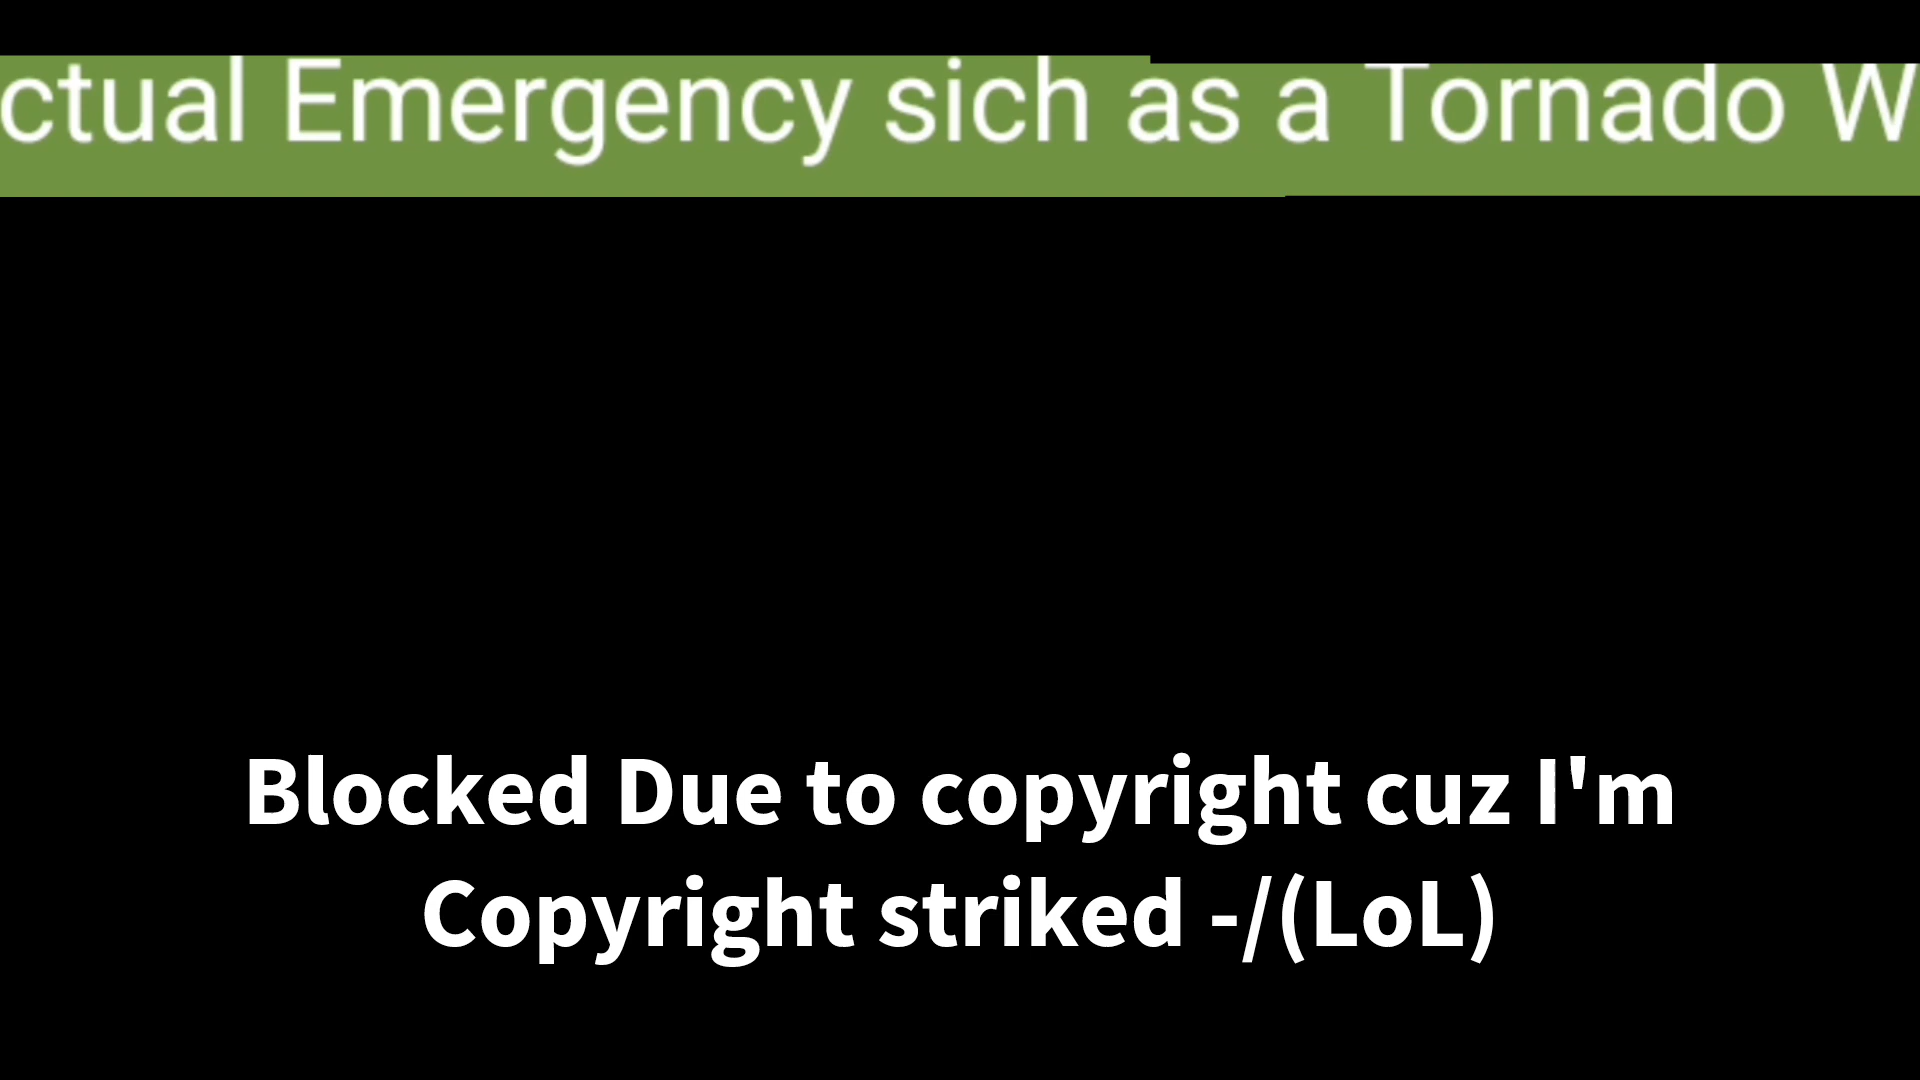 ctual Emergency sich as a Tornado W
Blocked Due to copyright cuz I'm
Copyright striked -/(LoL)